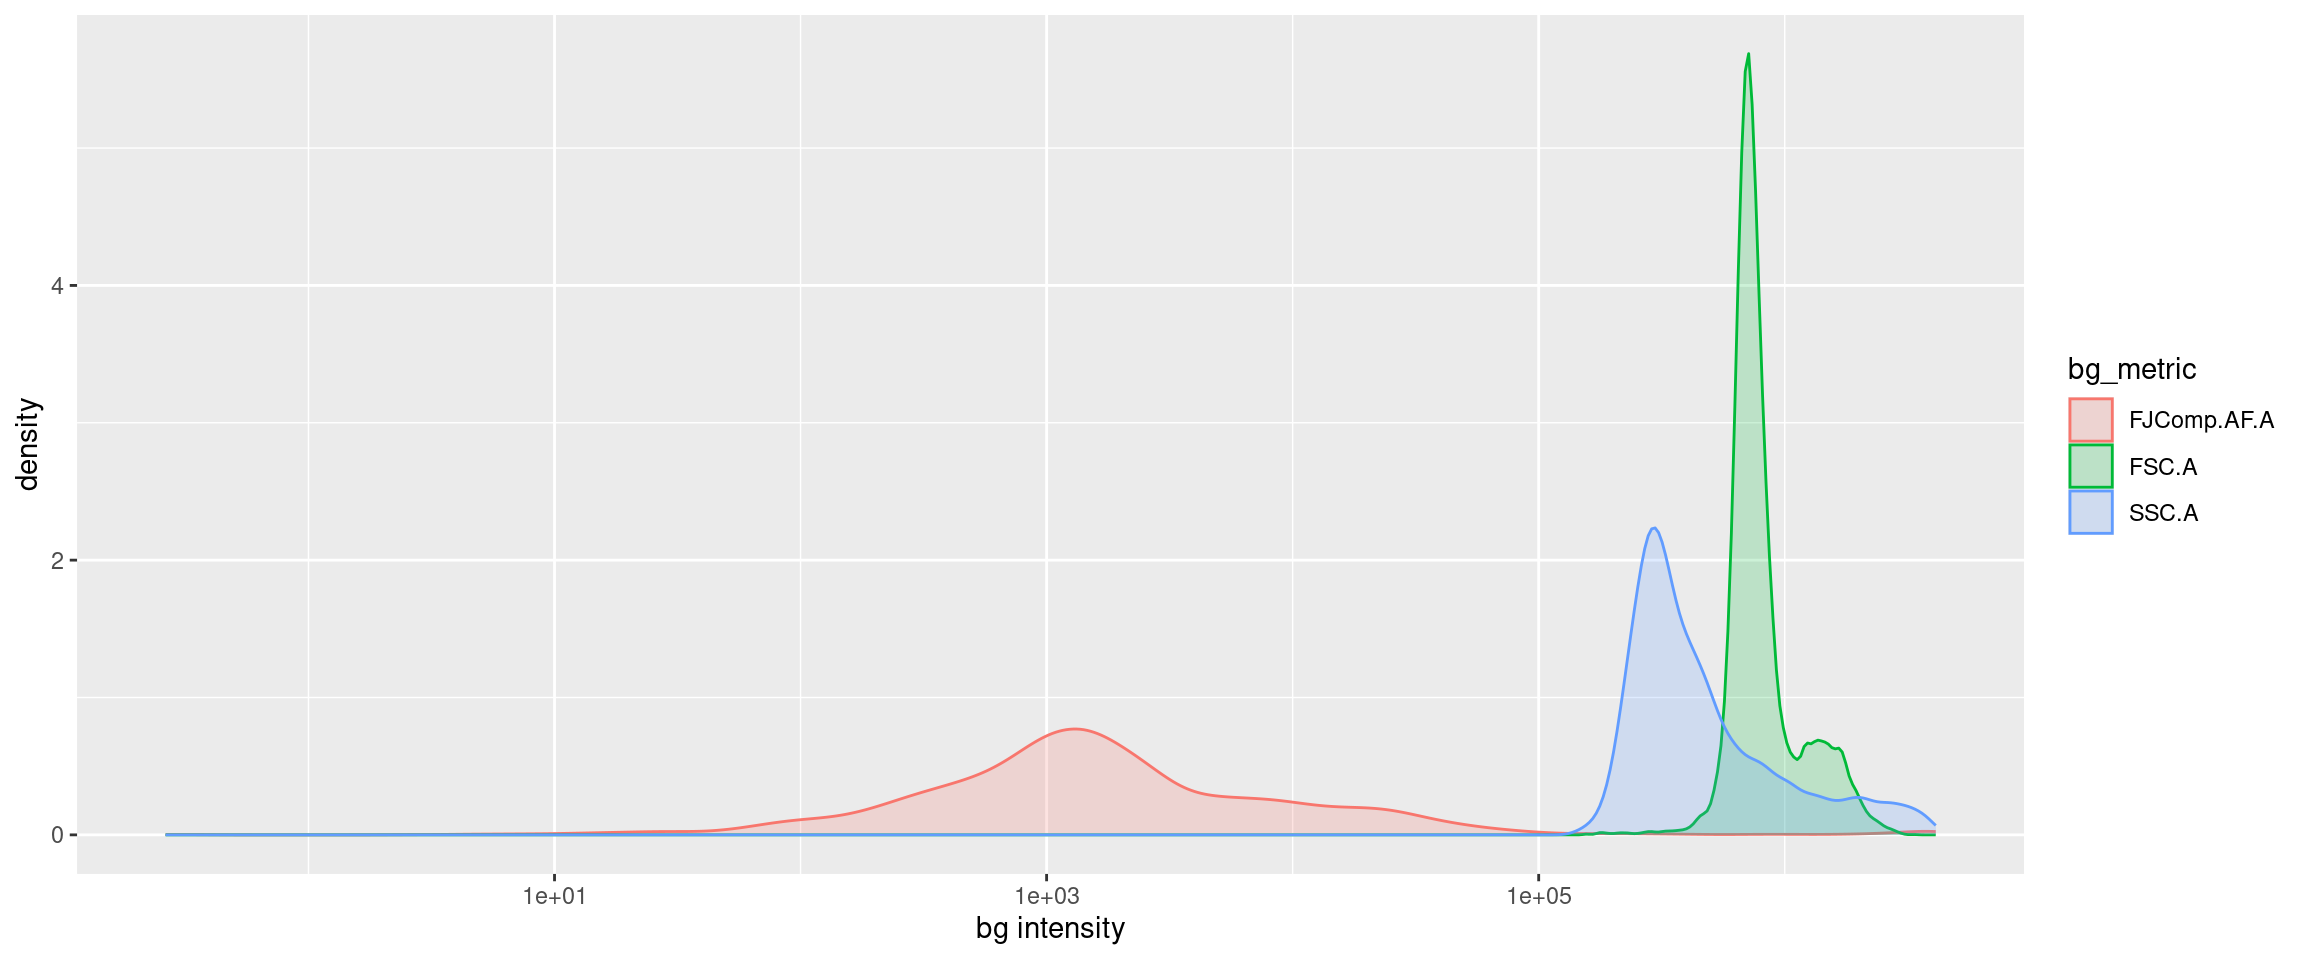 density
4
2
0
1e+01
1e+03
1e+05
bg intensity
bg_metric
FJComp.AF.A
FSC.A
SSC.A